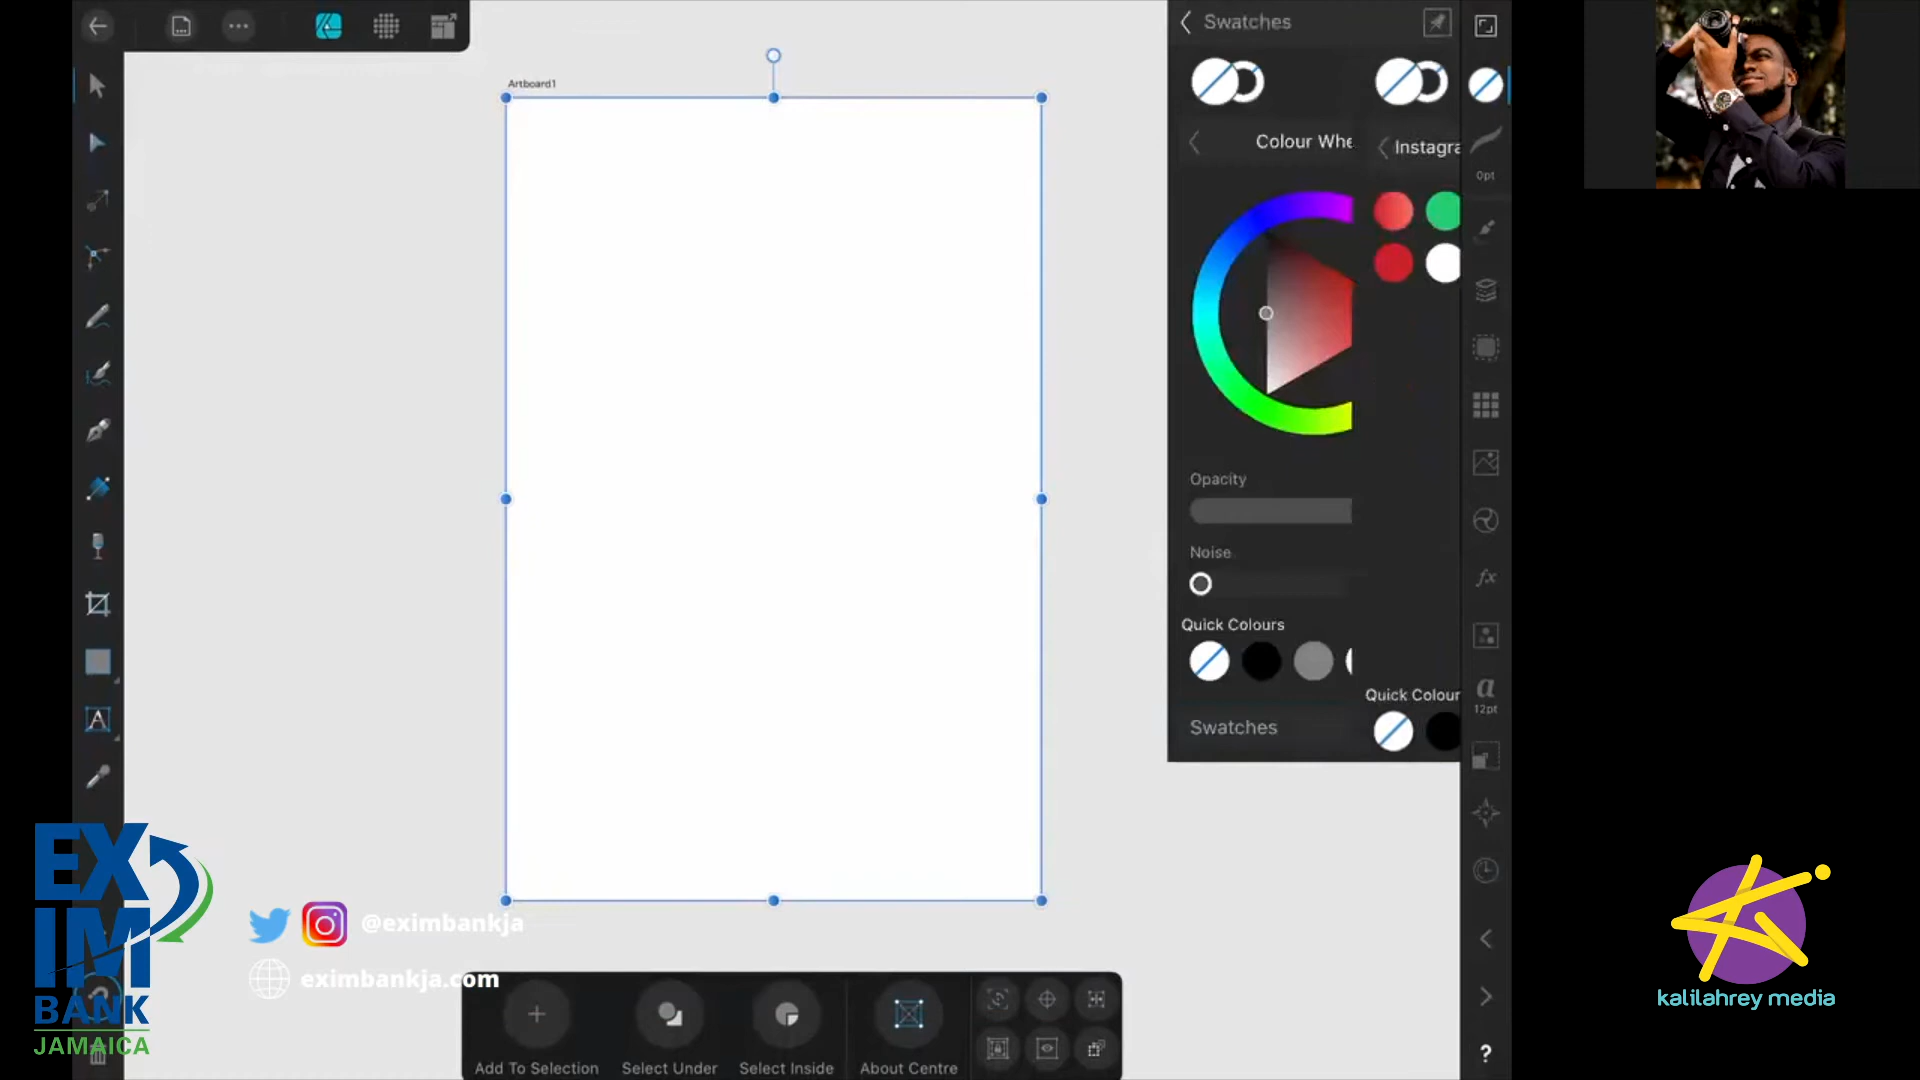 Swatches
Artboard1
Colour Whe
Instagra
0pt
Opacity
Noise
Quick Colours
Quick Colour
12pt
Swatches
EX
IM
BANK
JAMAICA
@eximbankja
eximbankja.com
kalilahrey media
Add To Selection
Select Under
Select Inside
About Centre